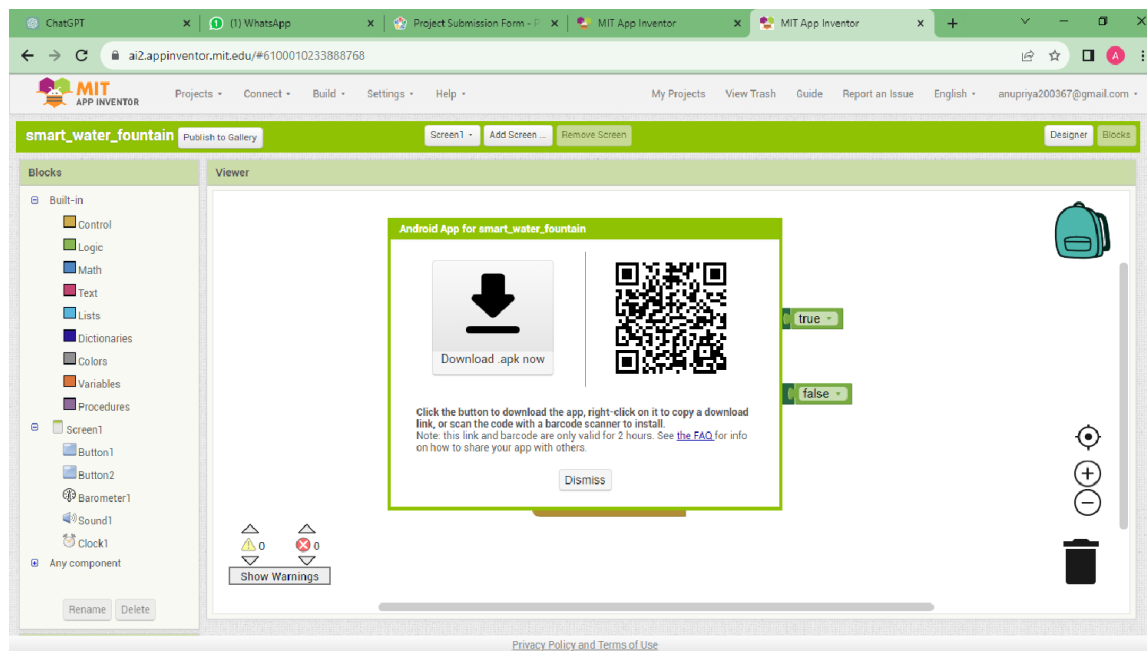 ChatGPT
(1) WhatsApp
Project Submission Form - P
MIT App Inventor
MIT App Inventor
ai2.appinventor.mit.edu/#6100010233888768
A
MIT
APP INVENTOR
Projects
Connect
Build
Settings
Help
My Projects
View Trash
Guide
Report an Issue
English
anupriya200367@gmail.com
smart_water_fountain
Publish to Gallery
Screen1
Add Screen ...
Remove Screen
Designer
Blocks
Blocks
Viewer
Built-in
Control
Logic
Math
Text
Lists
Dictionaries
Colors
Variables
Procedures
Screen1
Button1
Button2
Barometer1
Sound1
Clock1
Any component
Rename
Delete
Android App for smart_water_fountain
Download .apk now
Click the button to download the app, right-click on it to copy a download
link, or scan the code with a barcode scanner to install.
Note: this link and barcode are only valid for 2 hours. See the FAQ for info
on how to share your app with others.
Dismiss
true
false
0
0
Show Warnings
Privacy Policy and Terms of Use